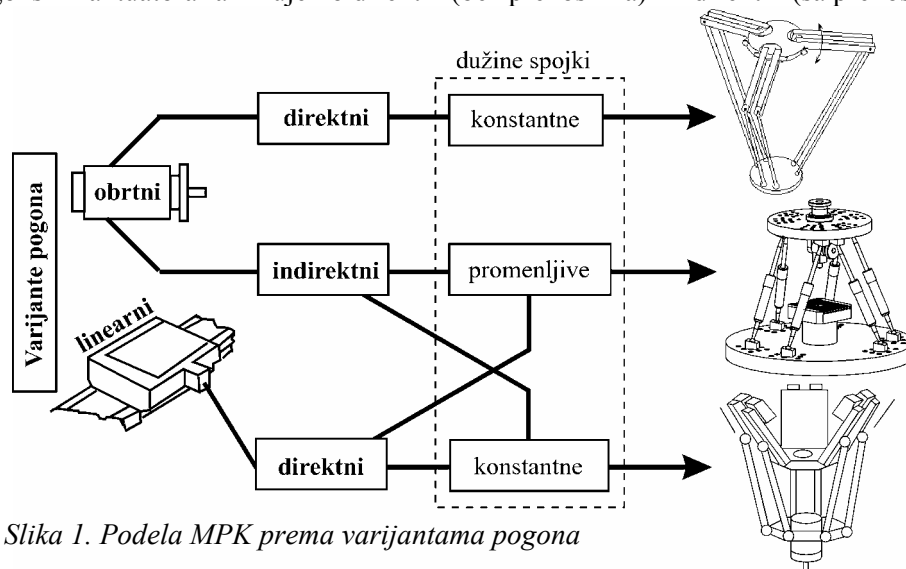 dužine spojki
direktni
konstantne
Varijante pogona
obrtni
indirektni
promenljive
linearni
direktni
konstantne
Slika 1. Podela MPK prema varijantama pogona